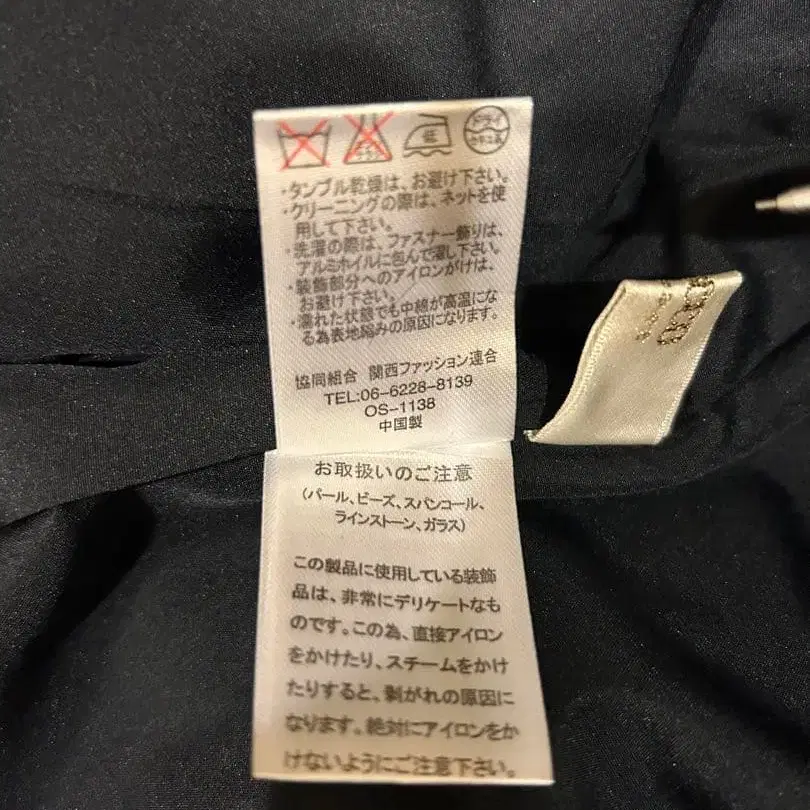 低
ドライ
・タンブル乾燥は、お避け下さい。
・クリーニングの際は、ネットを使
用して下さい。
・洗濯の際は、ファスナー飾りは、
アルミホイルに包んで濯し下さい。
・装飾部分へのアイロンがけは、
お避け下さい。
・濡れた状態でも中綿が高温にな
る為表地縮みの原因になります。
協同組合 関西ファッション連合
TEL:06-6228-8139
OS-1138
中国製
お取扱いのご注意
(パール、ビーズ、スパンコール、
ラインストーン、ガラス)
この製品に使用している装飾
品は、非常にデリケートなも
のです。この為、直接アイロン
をかけたり、スチームをかけ
たりすると、剥がれの原因に
なります。絶対にアイロンをか
けないようにご注意下さい。